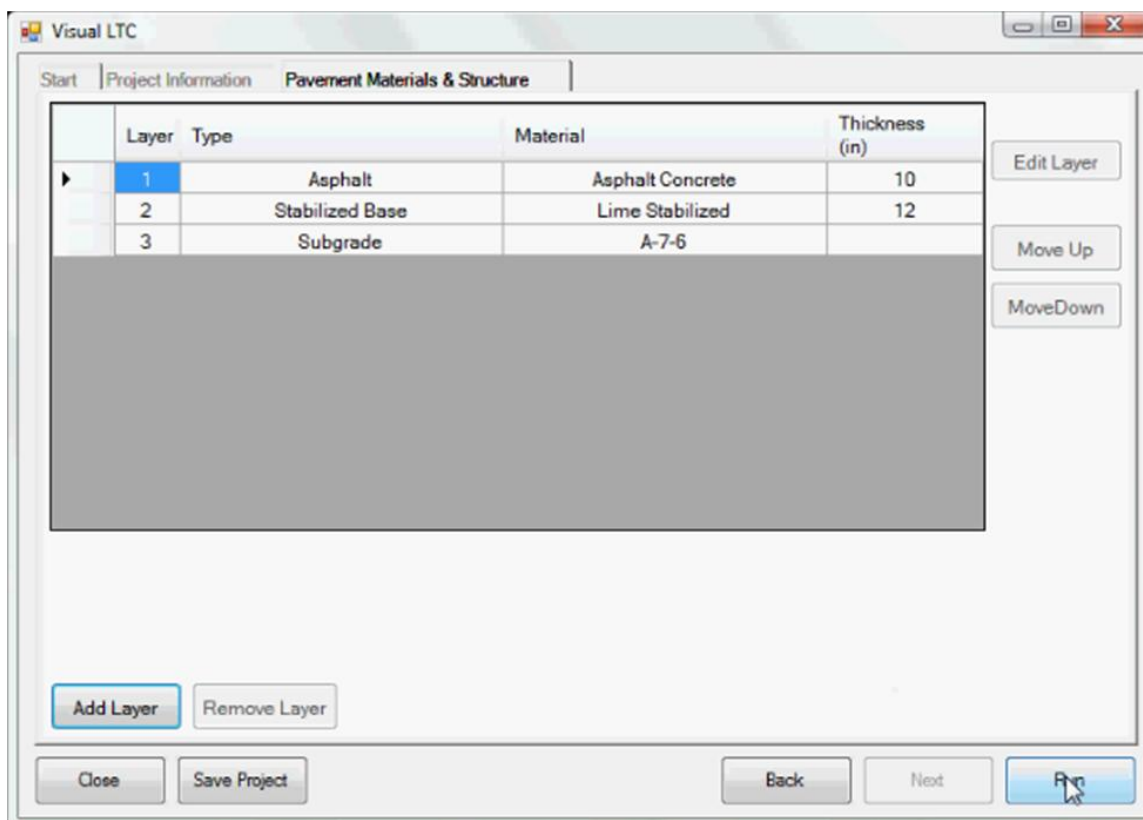 Visual LTC
Start Project Information Pavement Materials & Structure
Layer Type Material Thickness (in)
1 Asphalt Asphalt Concrete 10
2 Stabilized Base Lime Stabilized 12
3 Subgrade A-7-6
Edit Layer
Move Up
MoveDown
Add Layer Remove Layer
Close Save Project Back Next Run